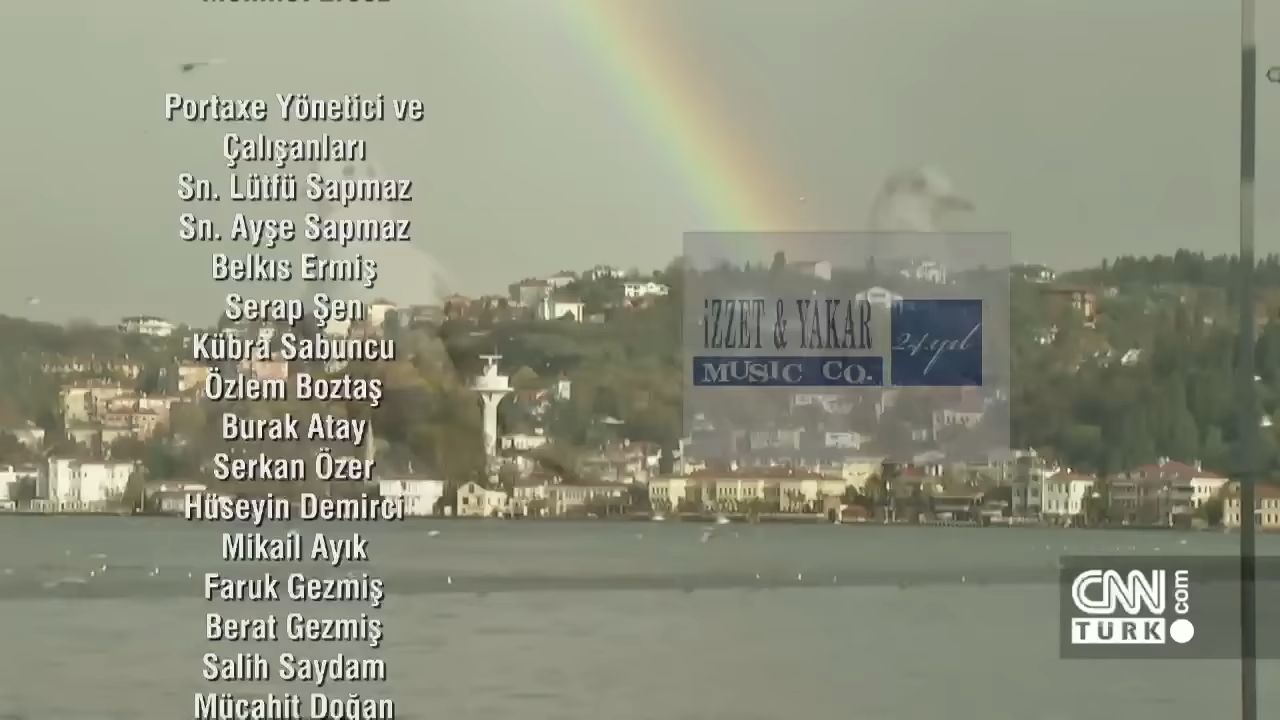 Portaxe Yönetici ve
Çalışanları
Sn. Lütfü Sapmaz
Sn. Ayşe Sapmaz
Belkıs Ermiş
Serap Şen
Kübra Sabuncu
Özlem Boztaş
Burak Atay
Serkan Özer
Hüseyin Demirci
Mikail Ayık
Faruk Gezmiş
Berat Gezmiş
Salih Saydam
Mücahit Doğan
iZZET & YAKAR
MUSIC CO.
24.yıl
CNN
TURK
.com